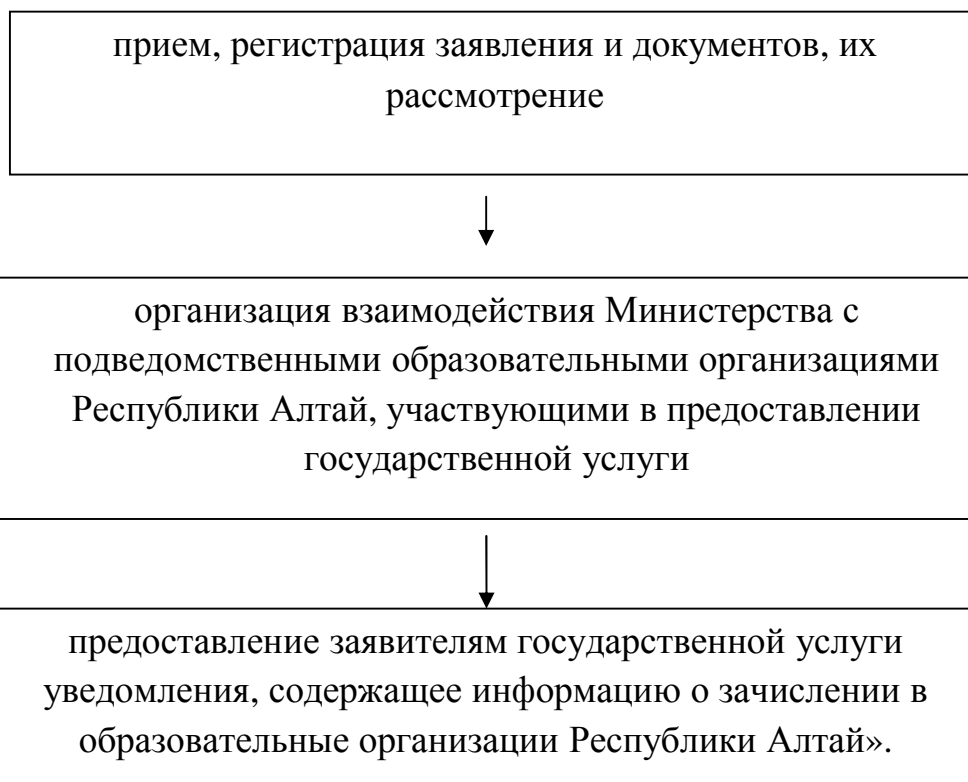 прием, регистрация заявления и документов, их
рассмотрение
организация взаимодействия Министерства с
подведомственными образовательными организациями
Республики Алтай, участвующими в предоставлении
государственной услуги
предоставление заявителям государственной услуги
уведомления, содержащее информацию о зачислении в
образовательные организации Республики Алтай».